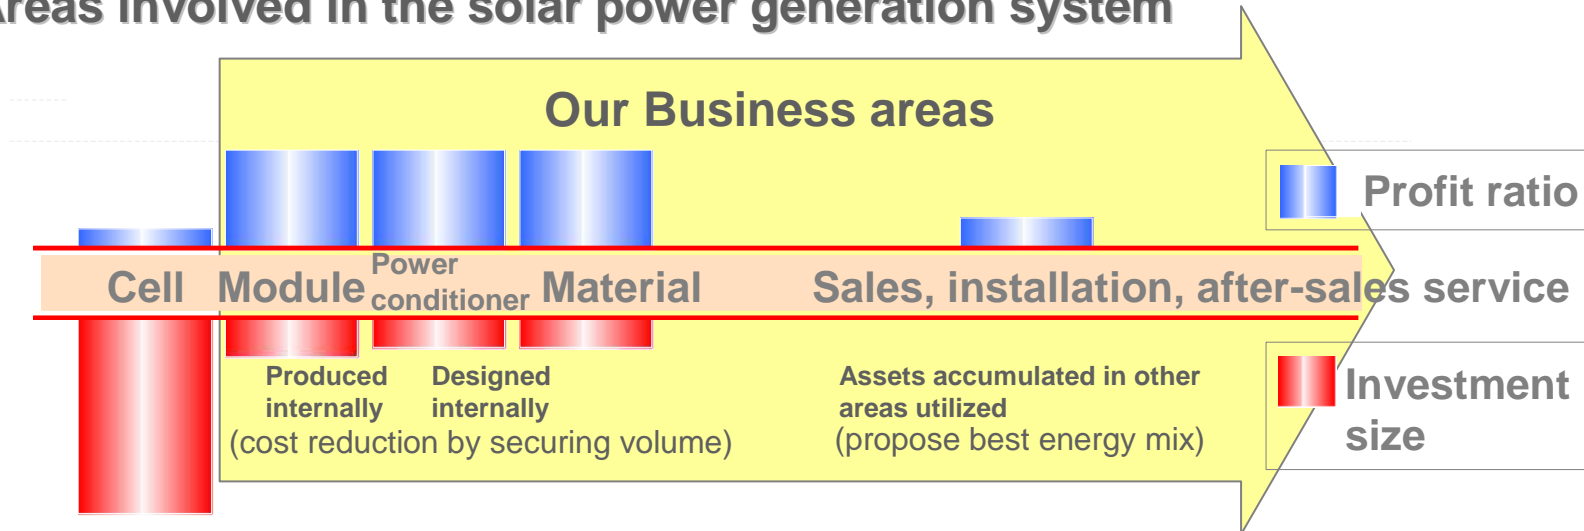 Areas involved in the solar power generation system
Our Business areas
Profit ratio
Cell
Module
Power
conditioner
Material
Sales, installation, after-sales service
Produced
internally
Designed
internally
(cost reduction by securing volume)
Assets accumulated in other
areas utilized
(propose best energy mix)
Investment
size